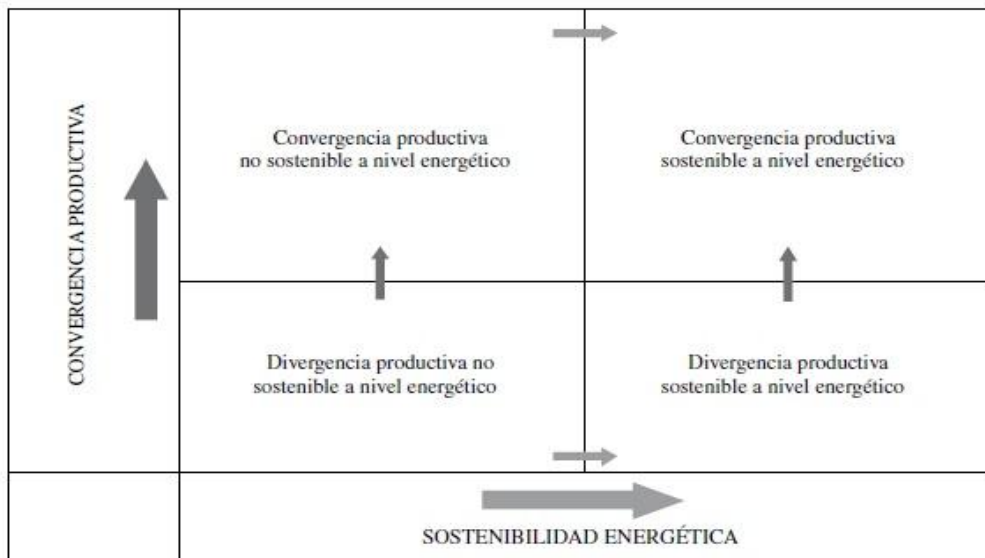 CONVERGENCIA PRODUCTIVA
Convergencia productiva
no sostenible a nivel energético
Convergencia productiva
sostenible a nivel energético
Divergencia productiva no
sostenible a nivel energético
Divergencia productiva
sostenible a nivel energético
SOSTENIBILIDAD ENERGÉTICA